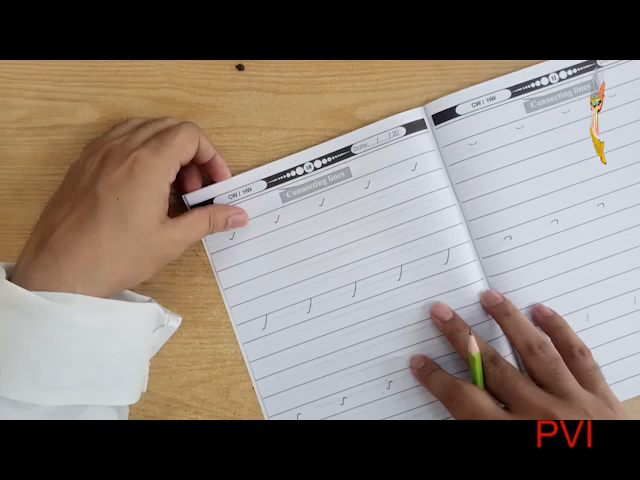 CW / HW
Date: / / 20
Connecting lines
CW / HW
Connecting lines
PVI